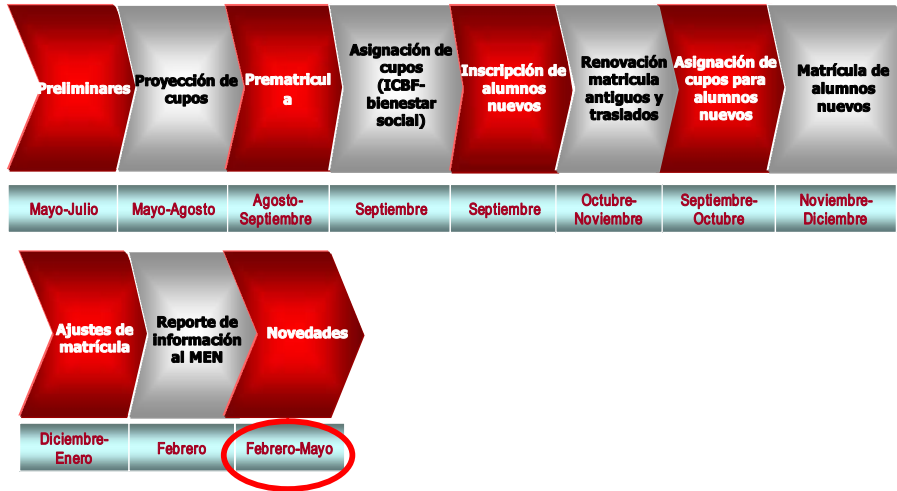 Preliminares
Proyección de
cupos
Prematricul
a
Asignación de
cupos
(ICBF-
bienestar
social)
Inscripción de
alumnos
nuevos
Renovación
matricula
antiguos y
traslados
Asignación de
cupos para
alumnos
nuevos
Matrícula de
alumnos
nuevos
Mayo-Julio
Mayo-Agosto
Agosto-
Septiembre
Septiembre
Septiembre
Octubre-
Noviembre
Septiembre-
Octubre
Noviembre-
Diciembre
Ajustes de
matrícula
Reporte de
información
al MEN
Novedades
Diciembre-
Enero
Febrero
Febrero-Mayo